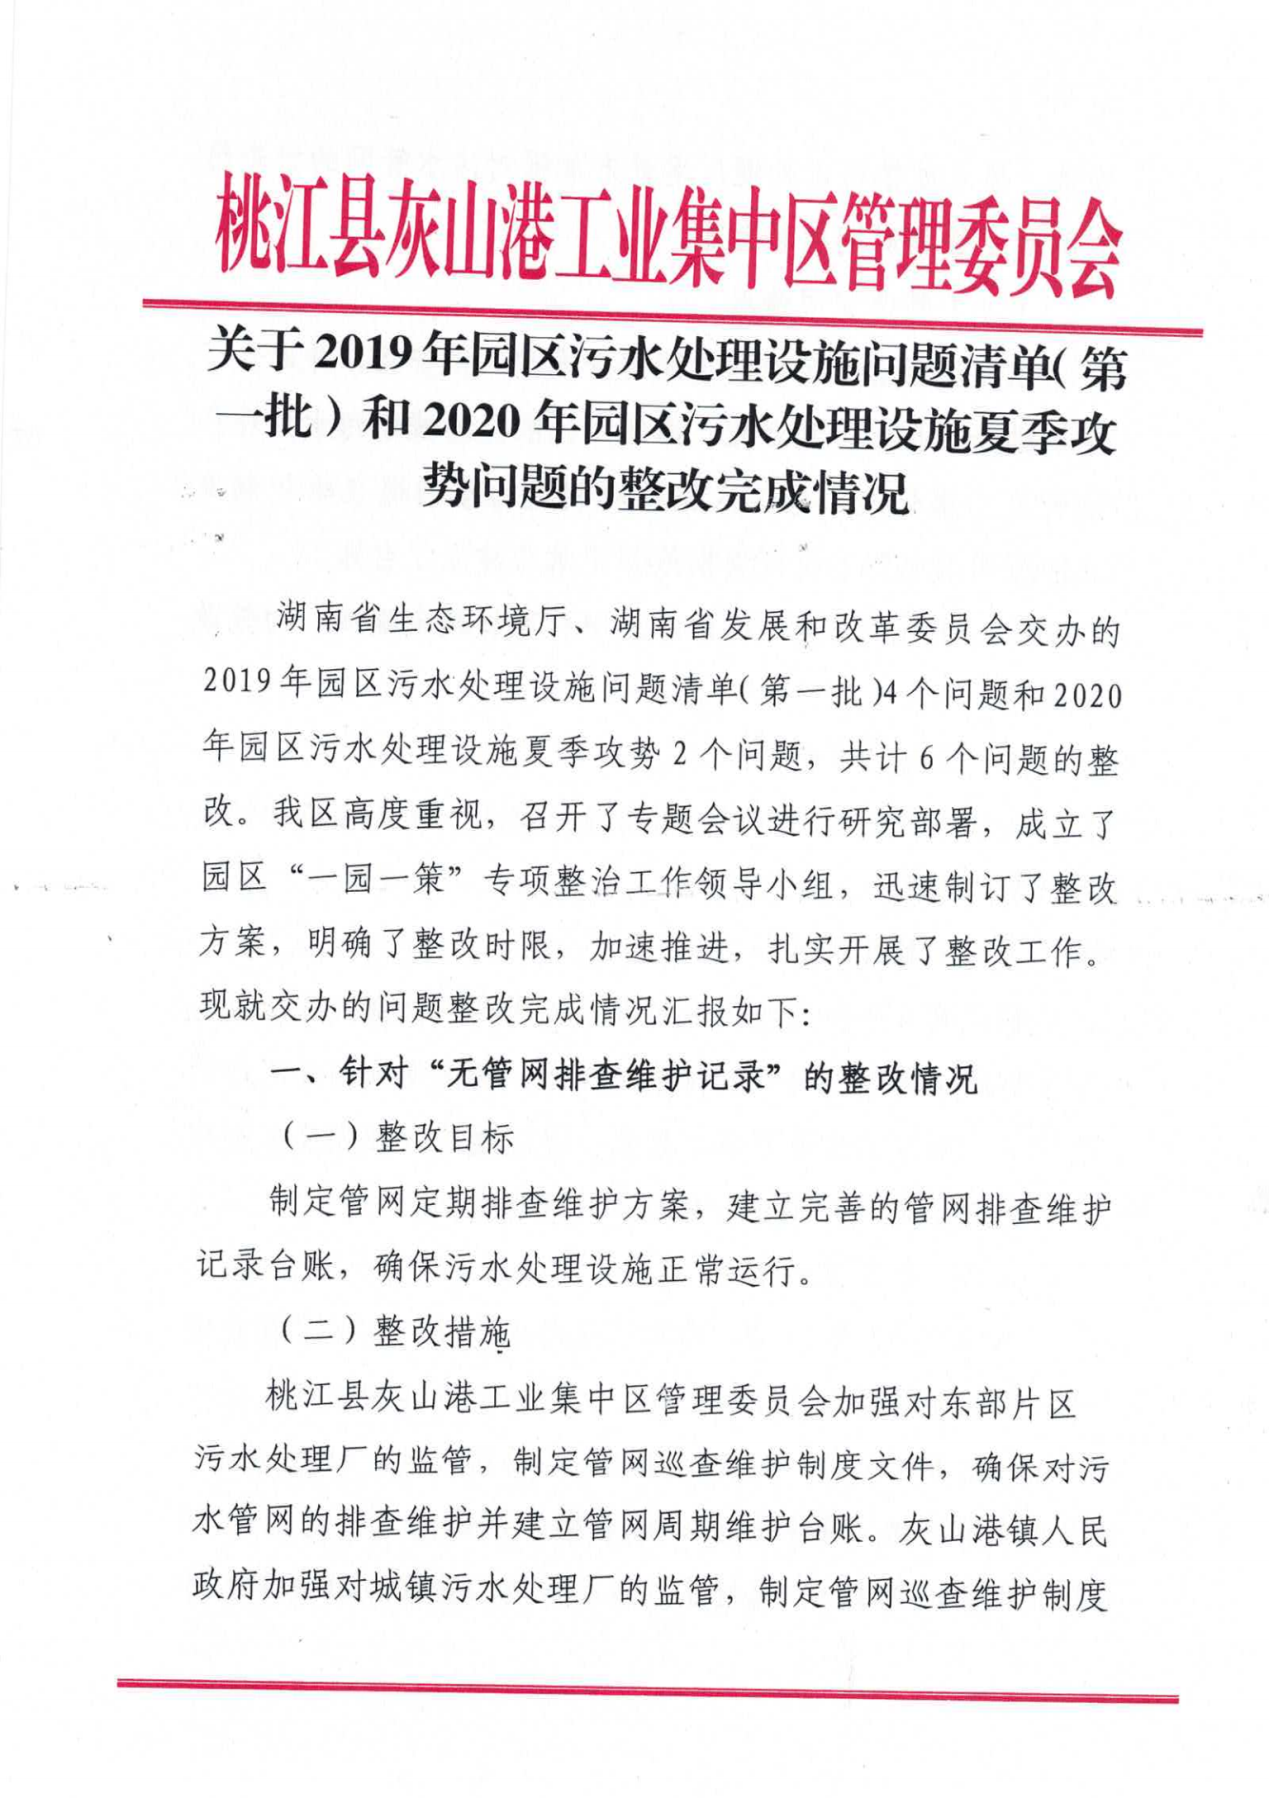 桃江县灰山港工业集中区管理委员会
关于 2019 年园区污水处理设施问题清单（第
一批）和 2020 年园区污水处理设施夏季攻
势问题的整改完成情况
湖南省生态环境厅、湖南省发展和改革委员会交办的
2019 年园区污水处理设施问题清单（第一批）4 个问题和 2020
年园区污水处理设施夏季攻势 2 个问题，共计 6 个问题的整
改。我区高度重视，召开了专题会议进行研究部署，成立了
园区“一园一策”专项整治工作领导小组，迅速制订了整改
方案，明确了整改时限，加速推进，扎实开展了整改工作。
现就交办的问题整改完成情况汇报如下：
一、针对“无管网排查维护记录”的整改情况
（一）整改目标
制定管网定期排查维护方案，建立完善的管网排查维护
记录台账，确保污水处理设施正常运行。
（二）整改措施
桃江县灰山港工业集中区管理委员会加强对东部片区
污水处理厂的监管，制定管网巡查维护制度文件，确保对污
水管网的排查维护并建立管网周期维护台账。灰山港镇人民
政府加强对城镇污水处理厂的监管，制定管网巡查维护制度